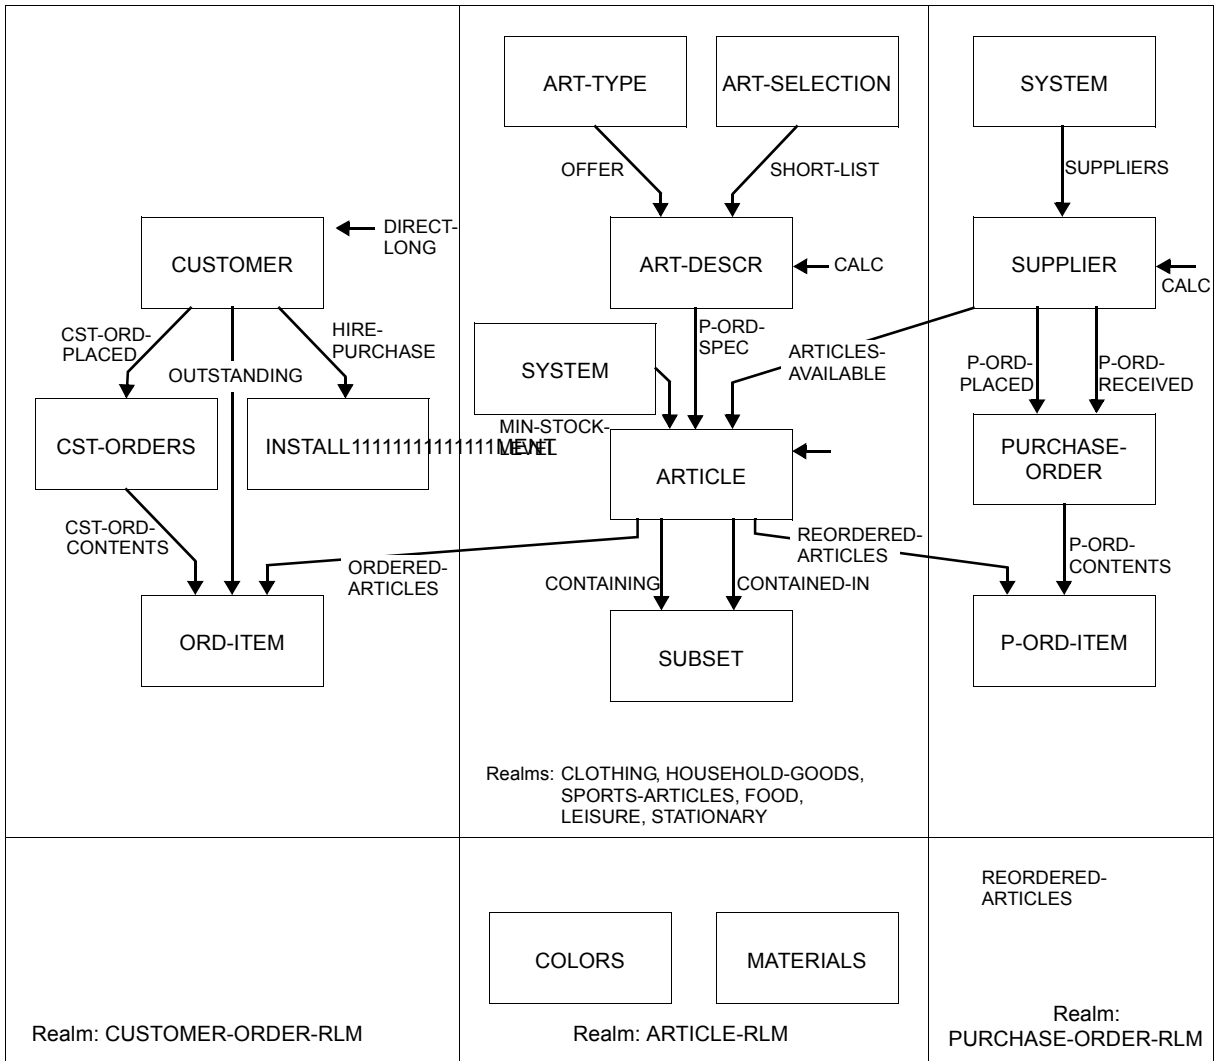 ART-TYPE
ART-SELECTION
SYSTEM
OFFER
SHORT-LIST
SUPPLIERS
DIRECT-
LONG
CUSTOMER
ART-DESCR
CALC
SUPPLIER
CALC
CST-ORD-
PLACED
HIRE-
PURCHASE
OUTSTANDING
P-ORD-
SPEC
SYSTEM
ARTICLES-
AVAILABLE
P-ORD-
PLACED
P-ORD-
RECEIVED
CST-ORDERS
INSTALL111111111111111MENT
MIN-STOCK-
LEVEL
ARTICLE
PURCHASE-
ORDER
CST-ORD-
CONTENTS
ORDERED-
ARTICLES
CONTAINING
CONTAINED-IN
REORDERED-
ARTICLES
P-ORD-
CONTENTS
ORD-ITEM
SUBSET
P-ORD-ITEM
Realms: CLOTHING, HOUSEHOLD-GOODS,
SPORTS-ARTICLES, FOOD,
LEISURE, STATIONARY
REORDERED-
ARTICLES
COLORS
MATERIALS
Realm: CUSTOMER-ORDER-RLM
Realm: ARTICLE-RLM
Realm:
PURCHASE-ORDER-RLM